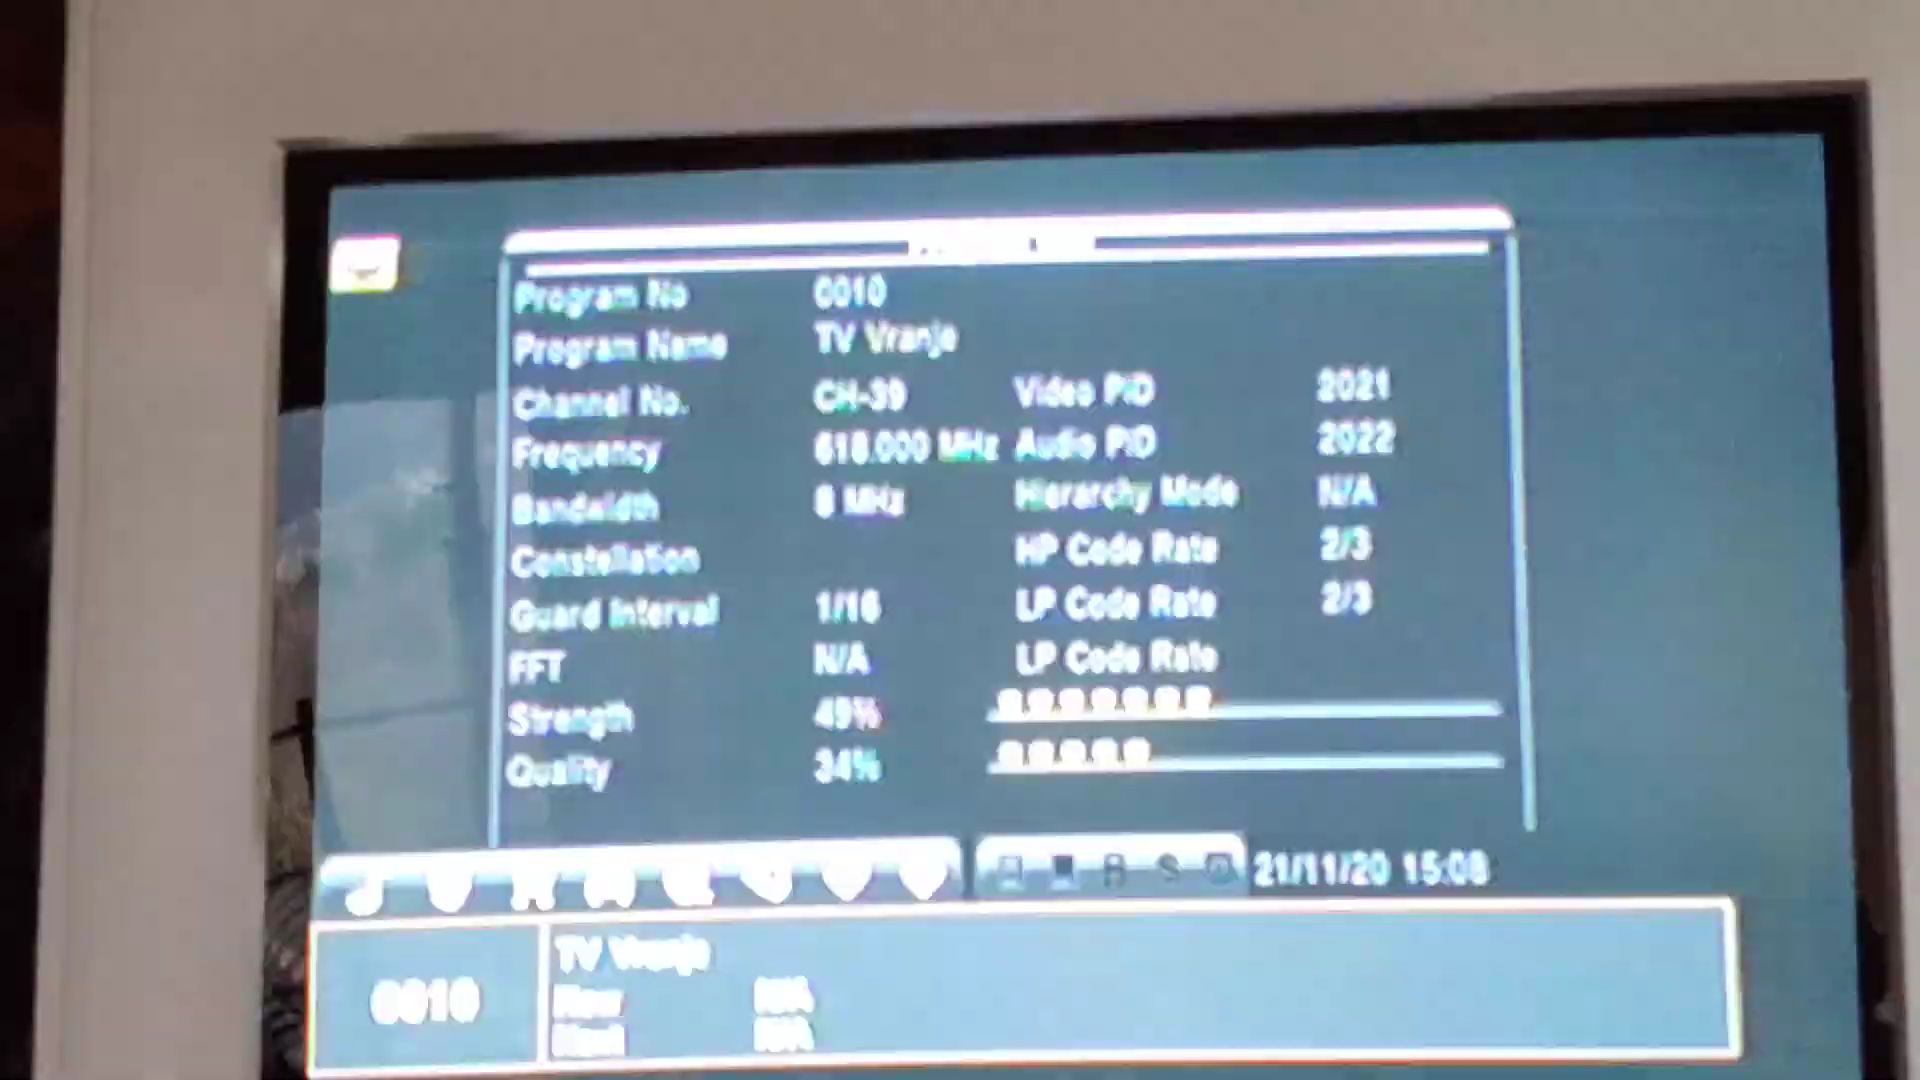 Program No 0010
Program Name TV Vranje
Channel No. CH-39 Video PID 2021
Frequency 618.000 MHz Audio PID 2022
Bandwidth 8 MHz Hierarchy Mode N/A
Constellation HP Code Rate 2/3
Guard Interval 1/16 LP Code Rate 2/3
FFT N/A LP Code Rate
Strength 49%
Quality 34%
21/11/20 15:08
0010 TV Vranje
Now N/A
Next N/A